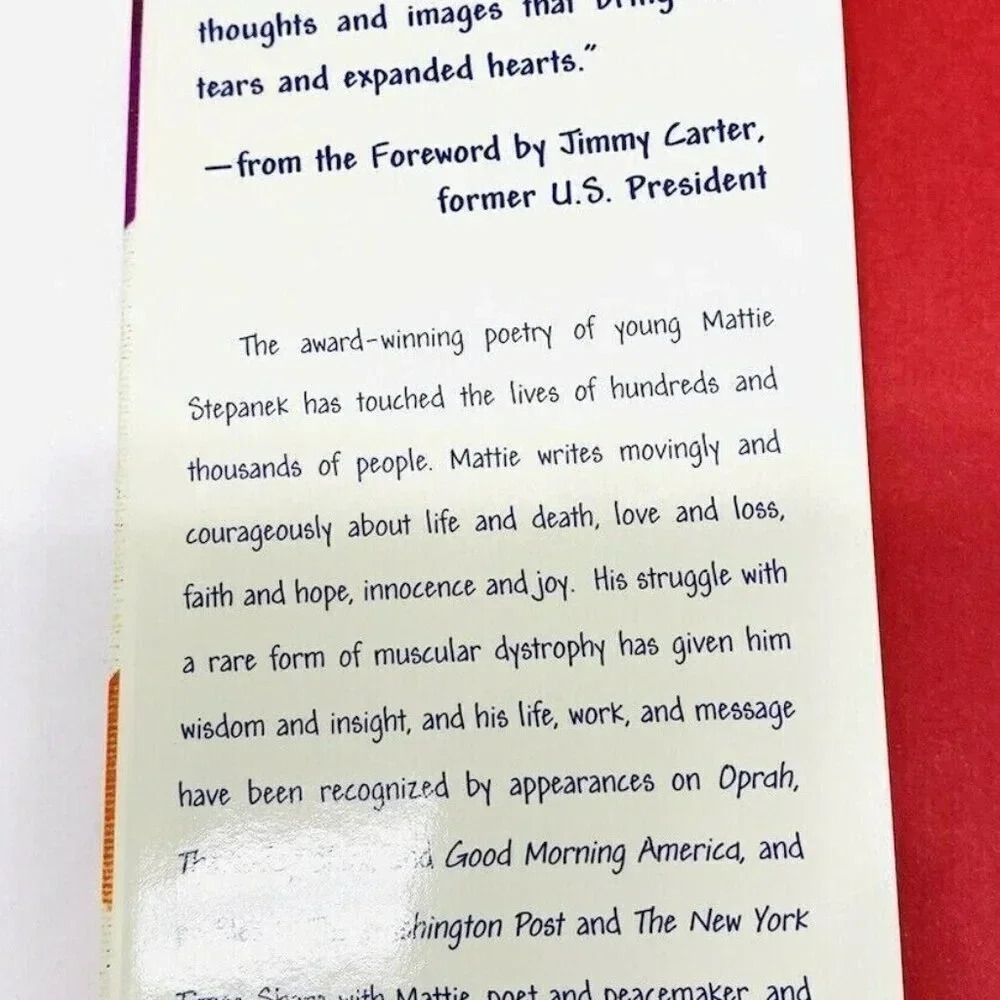 thoughts and images that bring
tears and expanded hearts.”
—from the Foreword by Jimmy Carter,
former U.S. President
The award-winning poetry of young Mattie
Stepanek has touched the lives of hundreds and
thousands of people. Mattie writes movingly and
courageously about life and death, love and loss,
faith and hope, innocence and joy. His struggle with
a rare form of muscular dystrophy has given him
wisdom and insight, and his life, work, and message
have been recognized by appearances on Oprah,
Good Morning America, and
Post and The New York
with Mattie, poet and peacemaker, and